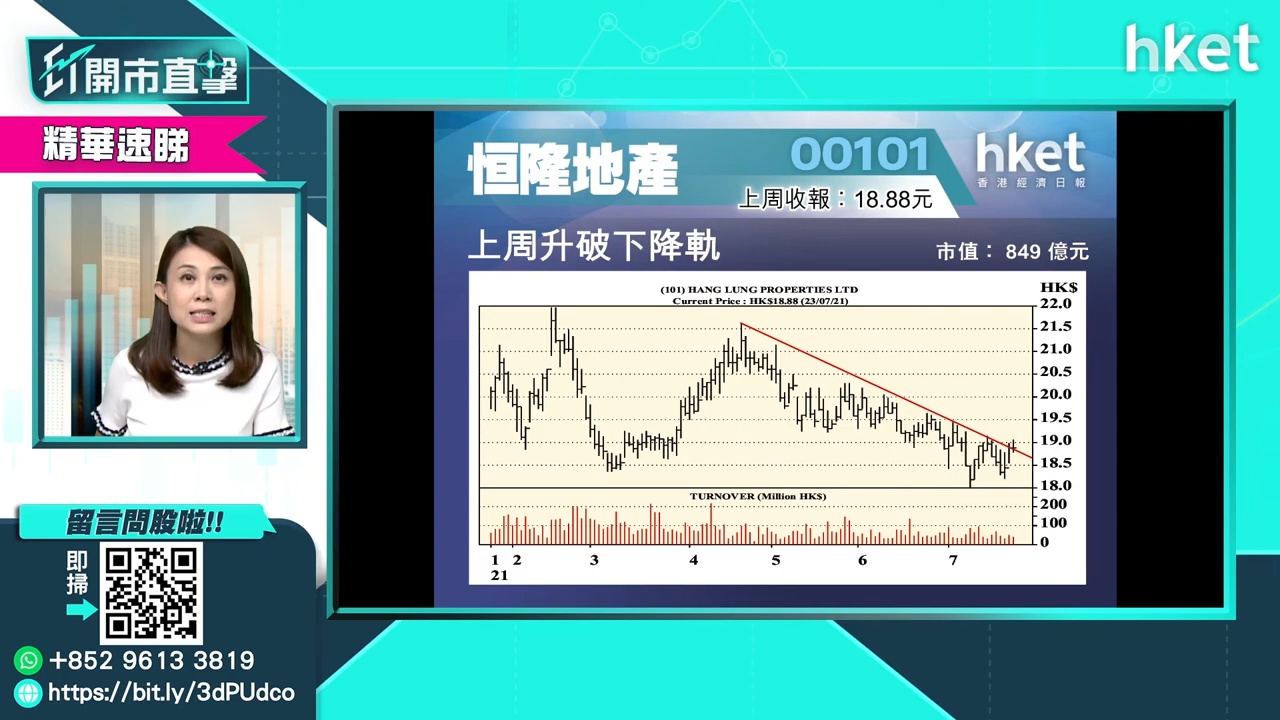 ET開市直擊
hket
精華速睇
恒隆地產
00101
hket
香港經濟日報
上周收報：18.88元
上周升破下降軌
市值： 849 億元
(101) HANG LUNG PROPERTIES LTD
Current Price : HK$18.88 (23/07/21)
HK$
22.0
21.5
21.0
20.5
20.0
19.5
19.0
18.5
18.0
TURNOVER (Million HK$)
200
100
0
1 2 3 4 5 6 7
21
留言問股啦!!
即掃
+852 9613 3819
https://bit.ly/3dPUdco